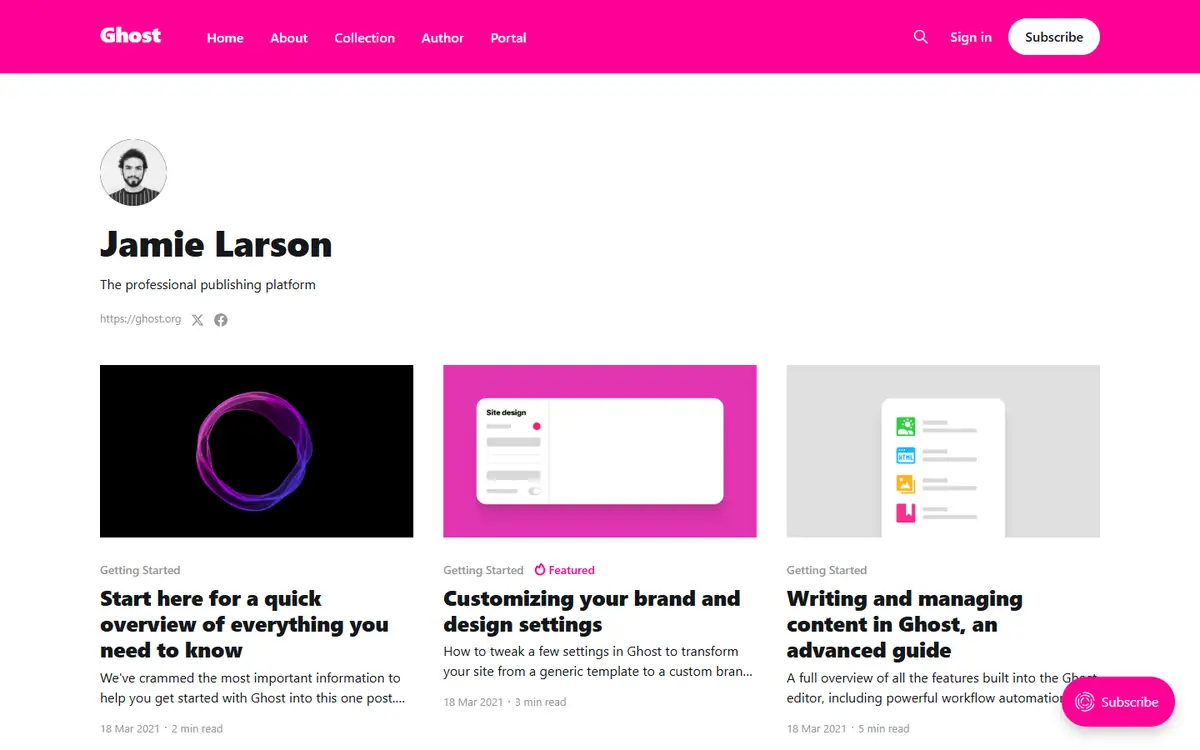 Ghost
Home
About
Collection
Author
Portal
Sign in
Subscribe
Jamie Larson
The professional publishing platform
https://ghost.org
Site design
HTML
Getting Started
Start here for a quick
overview of everything you
need to know
We've crammed the most important information to
help you get started with Ghost into this one post....
18 Mar 2021 · 2 min read
Getting Started
Featured
Customizing your brand and
design settings
How to tweak a few settings in Ghost to transform
your site from a generic template to a custom bran...
18 Mar 2021 · 3 min read
Getting Started
Writing and managing
content in Ghost, an
advanced guide
A full overview of all the features built into the Ghost
editor, including powerful workflow automation
18 Mar 2021 · 5 min read
Subscribe